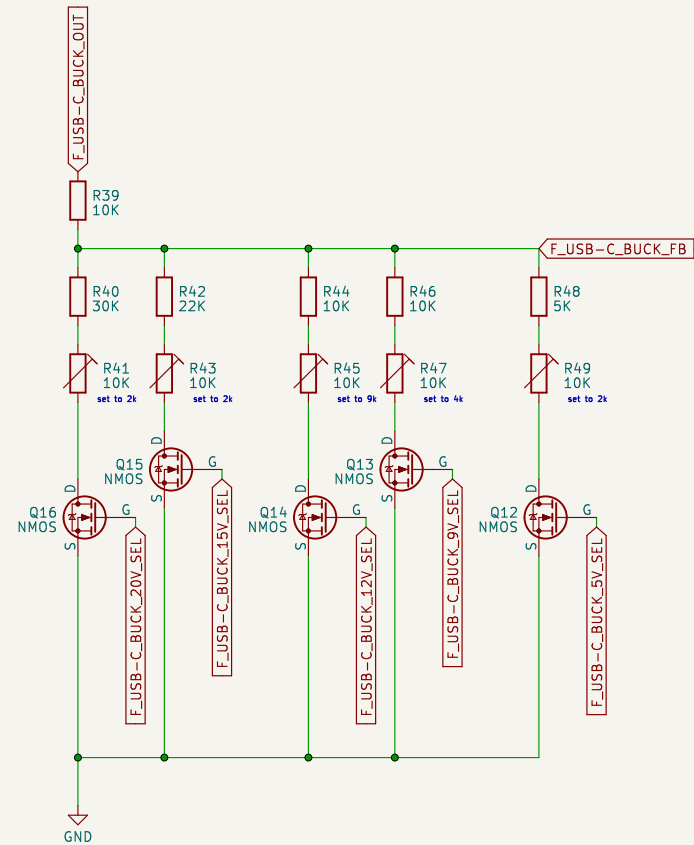 F_USB-C_BUCK_OUT
R39
10K
F_USB-C_BUCK_FB
R40
30K
R42
22K
R44
10K
R46
10K
R48
5K
R41
10K
set to 2k
R43
10K
set to 2k
R45
10K
set to 9k
R47
10K
set to 4k
R49
10K
set to 2k
D
Q15
NMOS
G
S
D
Q13
NMOS
G
S
D
Q16
NMOS
G
S
D
Q14
NMOS
G
S
D
Q12
NMOS
G
S
F_USB-C_BUCK_20V_SEL
F_USB-C_BUCK_15V_SEL
F_USB-C_BUCK_12V_SEL
F_USB-C_BUCK_9V_SEL
F_USB-C_BUCK_5V_SEL
GND